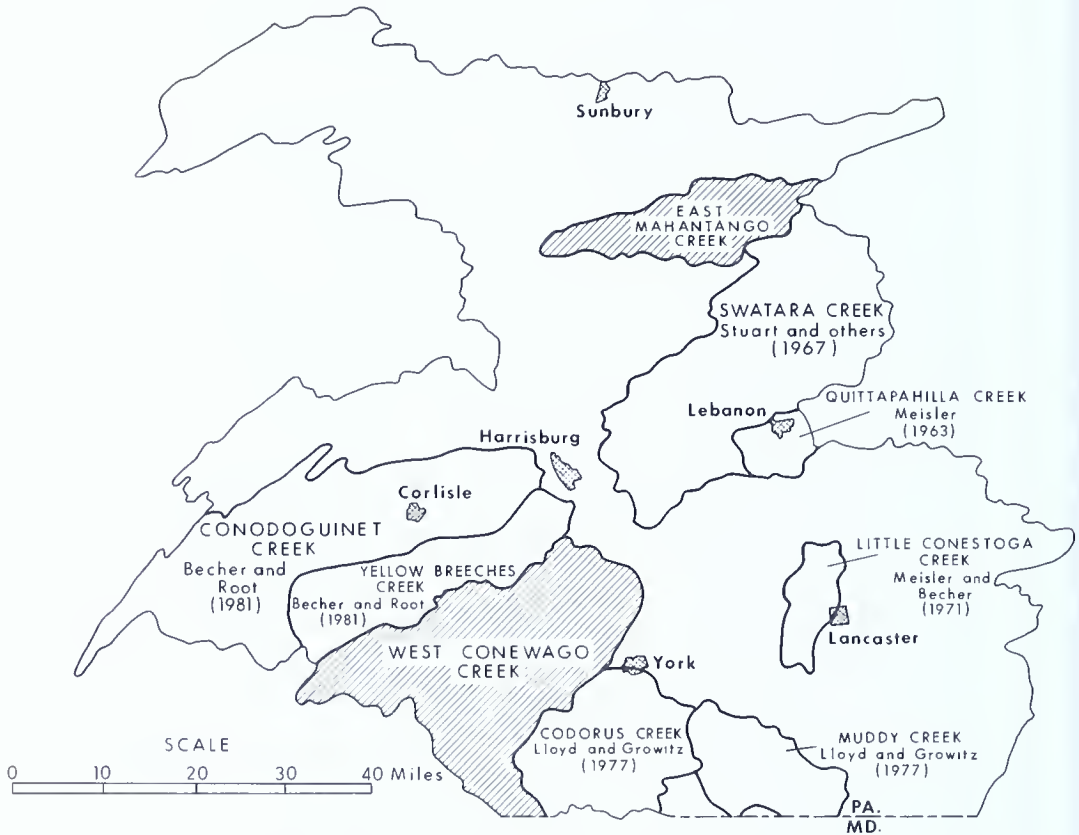 Sunbury
EAST
MAHANTANGO
CREEK
SWATARA CREEK
Stuart and others
(1967)
Lebanon
QUITTAPAHILLA CREEK
Meisler
(1963)
Harrisburg
Corlisle
CONODOGUINET
CREEK
Becher and
Root
(1981)
YELLOW BREECHES
CREEK
Becher and Root
(1981)
LITTLE CONESTOGA
CREEK
Meisler and
Becher
(1971)
Lancaster
WEST CONEWAGO
CREEK
York
CODORUS CREEK
Lloyd and Growitz
(1977)
MUDDY CREEK
Lloyd and Growitz
(1977)
SCALE
0 10 20 30 40 Miles
PA.
MD.